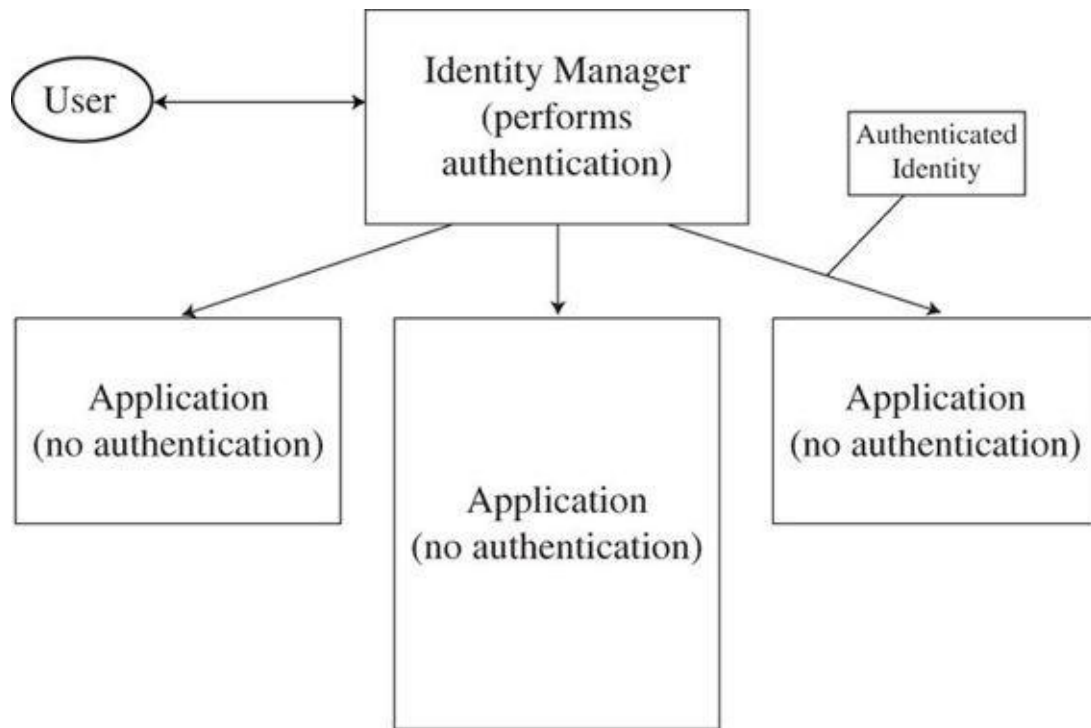 User
Identity Manager
(performs
authentication)
Authenticated
Identity
Application
(no authentication)
Application
(no authentication)
Application
(no authentication)